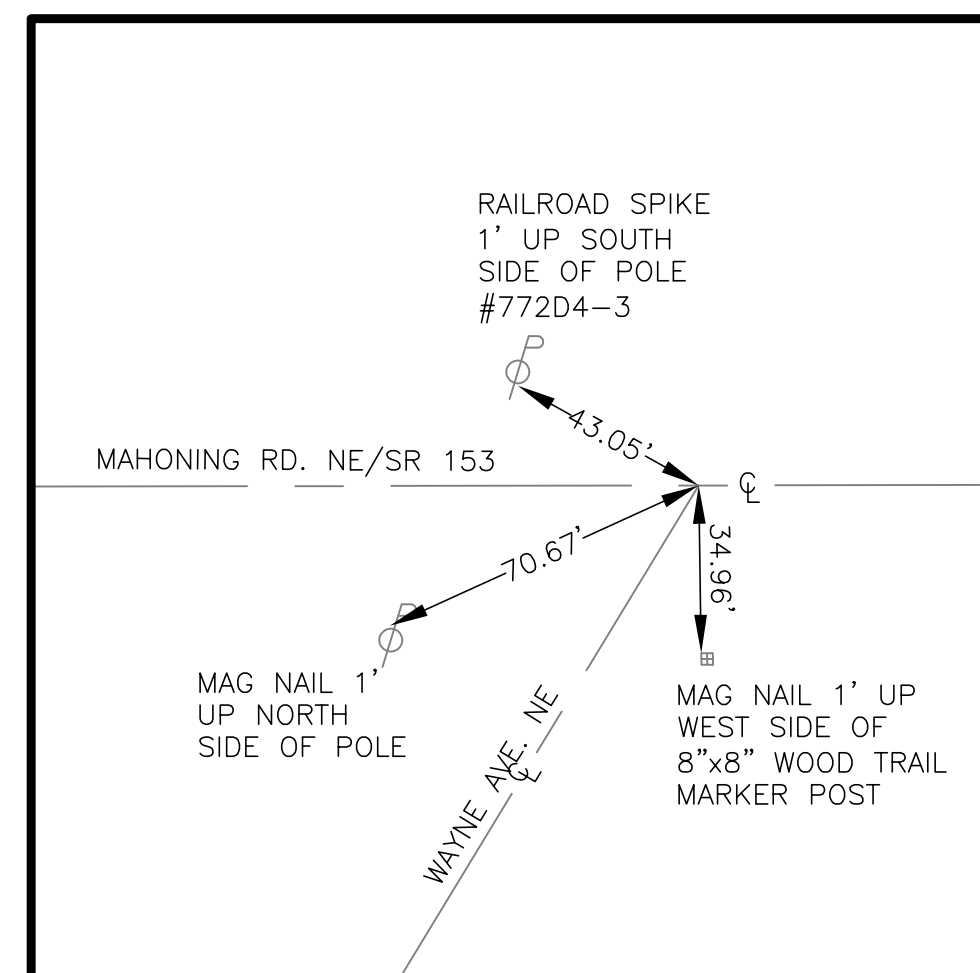 RAILROAD SPIKE
1' UP SOUTH
SIDE OF POLE
#772D4-3
43.05'
MAHONING RD. NE/SR 153
℄
70.67'
34.96'
MAG NAIL 1'
UP NORTH
SIDE OF POLE
MAG NAIL 1' UP
WEST SIDE OF
8"x8" WOOD TRAIL
MARKER POST
WAYNE AVE. NE
℄